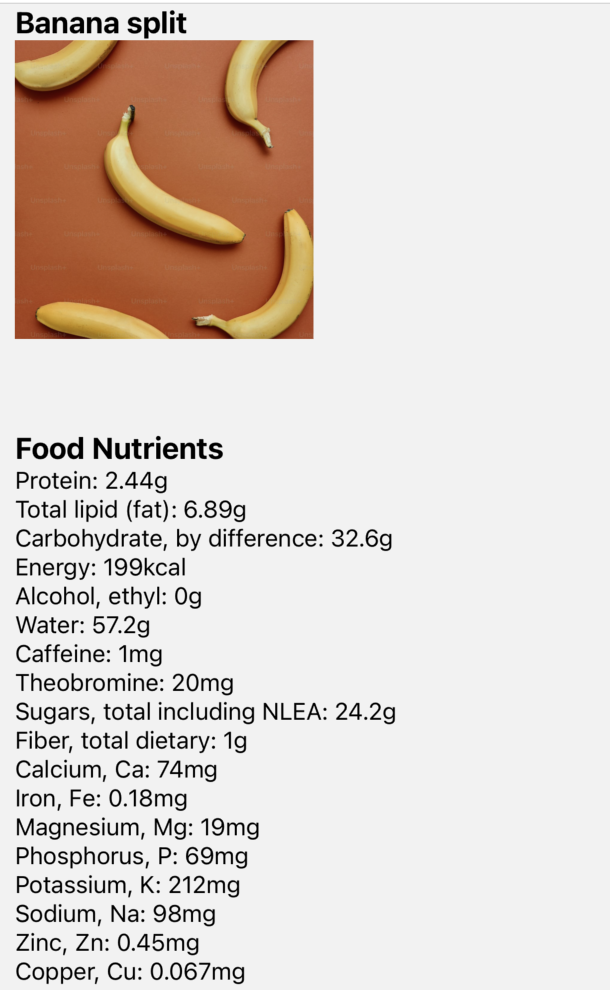 Banana split
Food Nutrients
Protein: 2.44g
Total lipid (fat): 6.89g
Carbohydrate, by difference: 32.6g
Energy: 199kcal
Alcohol, ethyl: 0g
Water: 57.2g
Caffeine: 1mg
Theobromine: 20mg
Sugars, total including NLEA: 24.2g
Fiber, total dietary: 1g
Calcium, Ca: 74mg
Iron, Fe: 0.18mg
Magnesium, Mg: 19mg
Phosphorus, P: 69mg
Potassium, K: 212mg
Sodium, Na: 98mg
Zinc, Zn: 0.45mg
Copper, Cu: 0.067mg